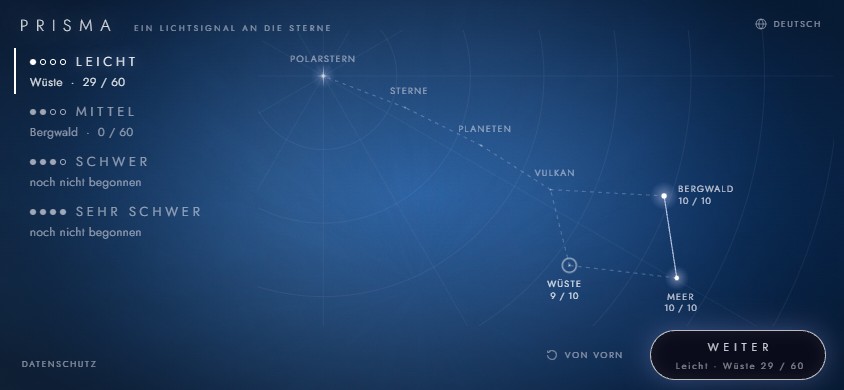 PRISMA
EIN LICHTSIGNAL AN DIE STERNE
DEUTSCH
LEICHT
Wüste · 29 / 60
MITTEL
Bergwald · 0 / 60
SCHWER
noch nicht begonnen
SEHR SCHWER
noch nicht begonnen
POLARSTERN
STERNE
PLANETEN
VULKAN
BERGWALD
10 / 10
WÜSTE
9 / 10
MEER
10 / 10
DATENSCHUTZ
VON VORN
WEITER
Leicht · Wüste 29 / 60